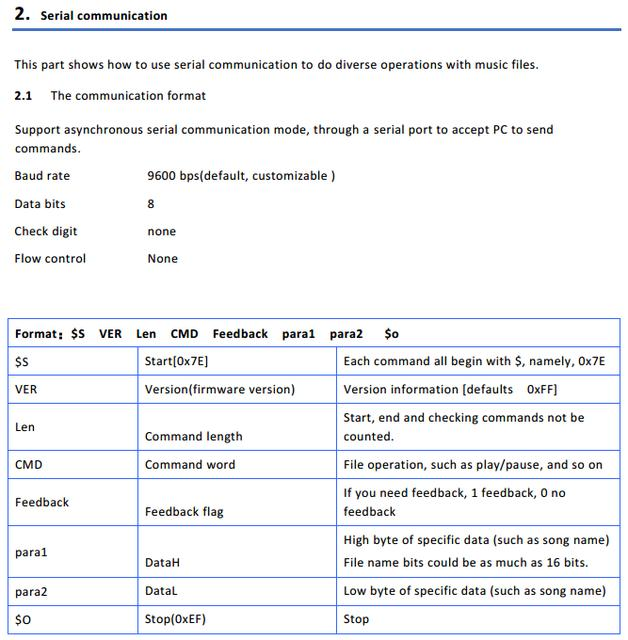 2. Serial communication
This part shows how to use serial communication to do diverse operations with music files.
2.1 The communication format
Support asynchronous serial communication mode, through a serial port to accept PC to send
commands.
Baud rate 9600 bps(default, customizable )
Data bits 8
Check digit none
Flow control None
Format： $S VER Len CMD Feedback para1 para2 $o
$S Start[0x7E] Each command all begin with $, namely, 0x7E
VER Version(firmware version) Version information [defaults 0xFF]
Len Command length Start, end and checking commands not be
counted.
CMD Command word File operation, such as play/pause, and so on
Feedback Feedback flag If you need feedback, 1 feedback, 0 no
feedback
para1 DataH High byte of specific data (such as song name)
File name bits could be as much as 16 bits.
para2 DataL Low byte of specific data (such as song name)
$O Stop(0xEF) Stop